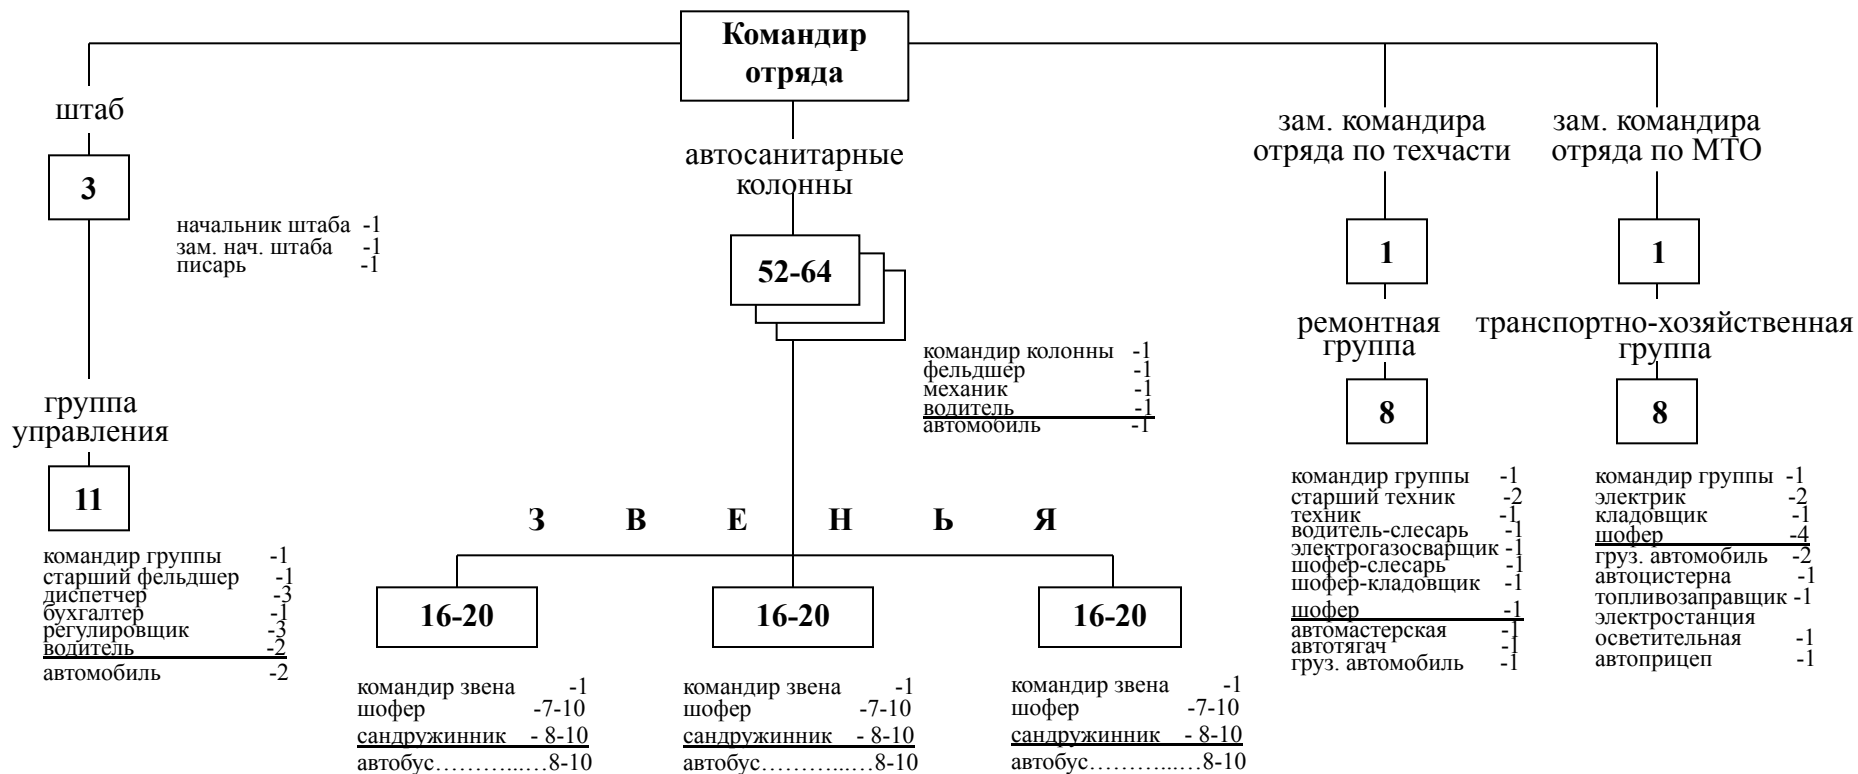 Командир
отряда
штаб
3
начальник штаба -1
зам. нач. штаба -1
писарь -1
группа
управления
11
командир группы -1
старший фельдшер -1
диспетчер -3
бухгалтер -1
регулировщик -3
водитель -2
автомобиль -2
автосанитарные
колонны
52-64
командир колонны -1
фельдшер -1
механик -1
водитель -1
автомобиль -1
З В Е Н Ь Я
16-20
командир звена -1
шофер -7-10
сандружинник - 8-10
автобус………...…8-10
16-20
командир звена -1
шофер -7-10
сандружинник - 8-10
автобус………...…8-10
16-20
командир звена -1
шофер -7-10
сандружинник - 8-10
автобус………...…8-10
зам. командира
отряда по техчасти
1
ремонтная
группа
8
командир группы -1
старший техник -2
техник -1
водитель-слесарь -1
электрогазосварщик -1
шофер-слесарь -1
шофер-кладовщик -1
шофер -1
автомастерская -1
автотягач -1
груз. автомобиль -1
зам. командира
отряда по МТО
1
транспортно-хозяйственная
группа
8
командир группы -1
электрик -2
кладовщик -1
шофер -4
груз. автомобиль -2
автоцистерна -1
топливозаправщик -1
электростанция
осветительная -1
автоприцеп -1